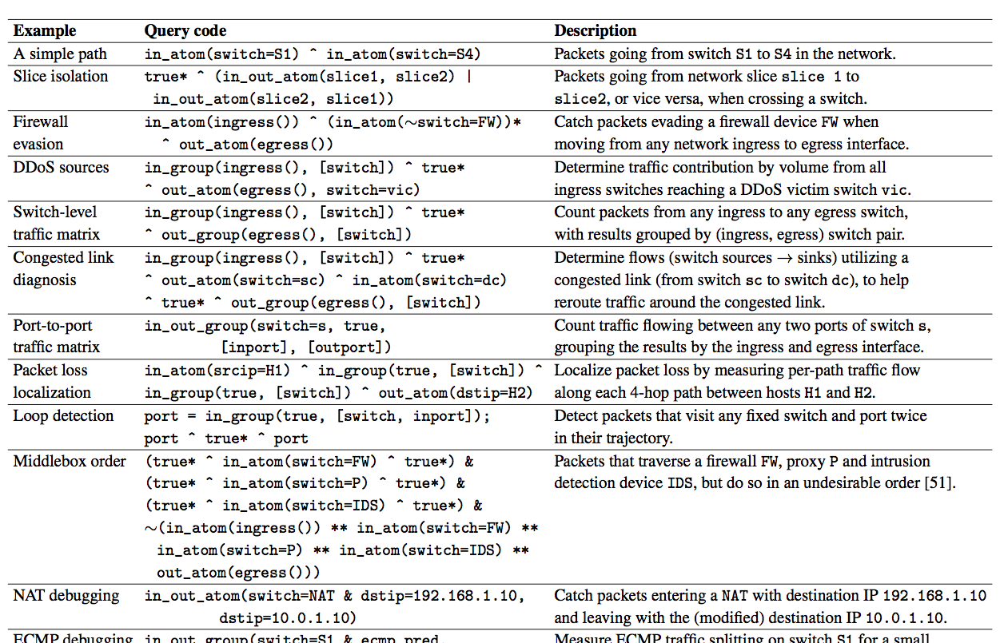 Example Query code Description
A simple path in_atom(switch=S1) ^ in_atom(switch=S4) Packets going from switch S1 to S4 in the network.
Slice isolation true* ^ (in_out_atom(slice1, slice2) | Packets going from network slice slice 1 to
in_out_atom(slice2, slice1)) slice2, or vice versa, when crossing a switch.
Firewall in_atom(ingress()) ^ (in_atom(~switch=FW))* Catch packets evading a firewall device FW when
evasion ^ out_atom(egress()) moving from any network ingress to egress interface.
DDoS sources in_group(ingress(), [switch]) ^ true* Determine traffic contribution by volume from all
^ out_atom(egress(), switch=vic) ingress switches reaching a DDoS victim switch vic.
Switch-level in_group(ingress(), [switch]) ^ true* Count packets from any ingress to any egress switch,
traffic matrix ^ out_group(egress(), [switch]) with results grouped by (ingress, egress) switch pair.
Congested link in_group(ingress(), [switch]) ^ true* Determine flows (switch sources → sinks) utilizing a
diagnosis ^ out_atom(switch=sc) ^ in_atom(switch=dc) congested link (from switch sc to switch dc), to help
^ true* ^ out_group(egress(), [switch]) reroute traffic around the congested link.
Port-to-port in_out_group(switch=s, true, Count traffic flowing between any two ports of switch s,
traffic matrix [inport], [outport]) grouping the results by the ingress and egress interface.
Packet loss in_atom(srcip=H1) ^ in_group(true, [switch]) ^ Localize packet loss by measuring per-path traffic flow
localization in_group(true, [switch]) ^ out_atom(dstip=H2) along each 4-hop path between hosts H1 and H2.
Loop detection port = in_group(true, [switch, inport]); Detect packets that visit any fixed switch and port twice
port ^ true* ^ port in their trajectory.
Middlebox order (true* ^ in_atom(switch=FW) ^ true*) & Packets that traverse a firewall FW, proxy P and intrusion
(true* ^ in_atom(switch=P) ^ true*) & detection device IDS, but do so in an undesirable order [51].
(true* ^ in_atom(switch=IDS) ^ true*) &
~(in_atom(ingress()) ** in_atom(switch=FW) **
in_atom(switch=P) ** in_atom(switch=IDS) **
out_atom(egress()))
NAT debugging in_out_atom(switch=NAT & dstip=192.168.1.10, Catch packets entering a NAT with destination IP 192.168.1.10
dstip=10.0.1.10) and leaving with the (modified) destination IP 10.0.1.10.
ECMP debugging in_out_group(switch=S1 & ecmp_pred, Measure ECMP traffic splitting on switch S1 for a small